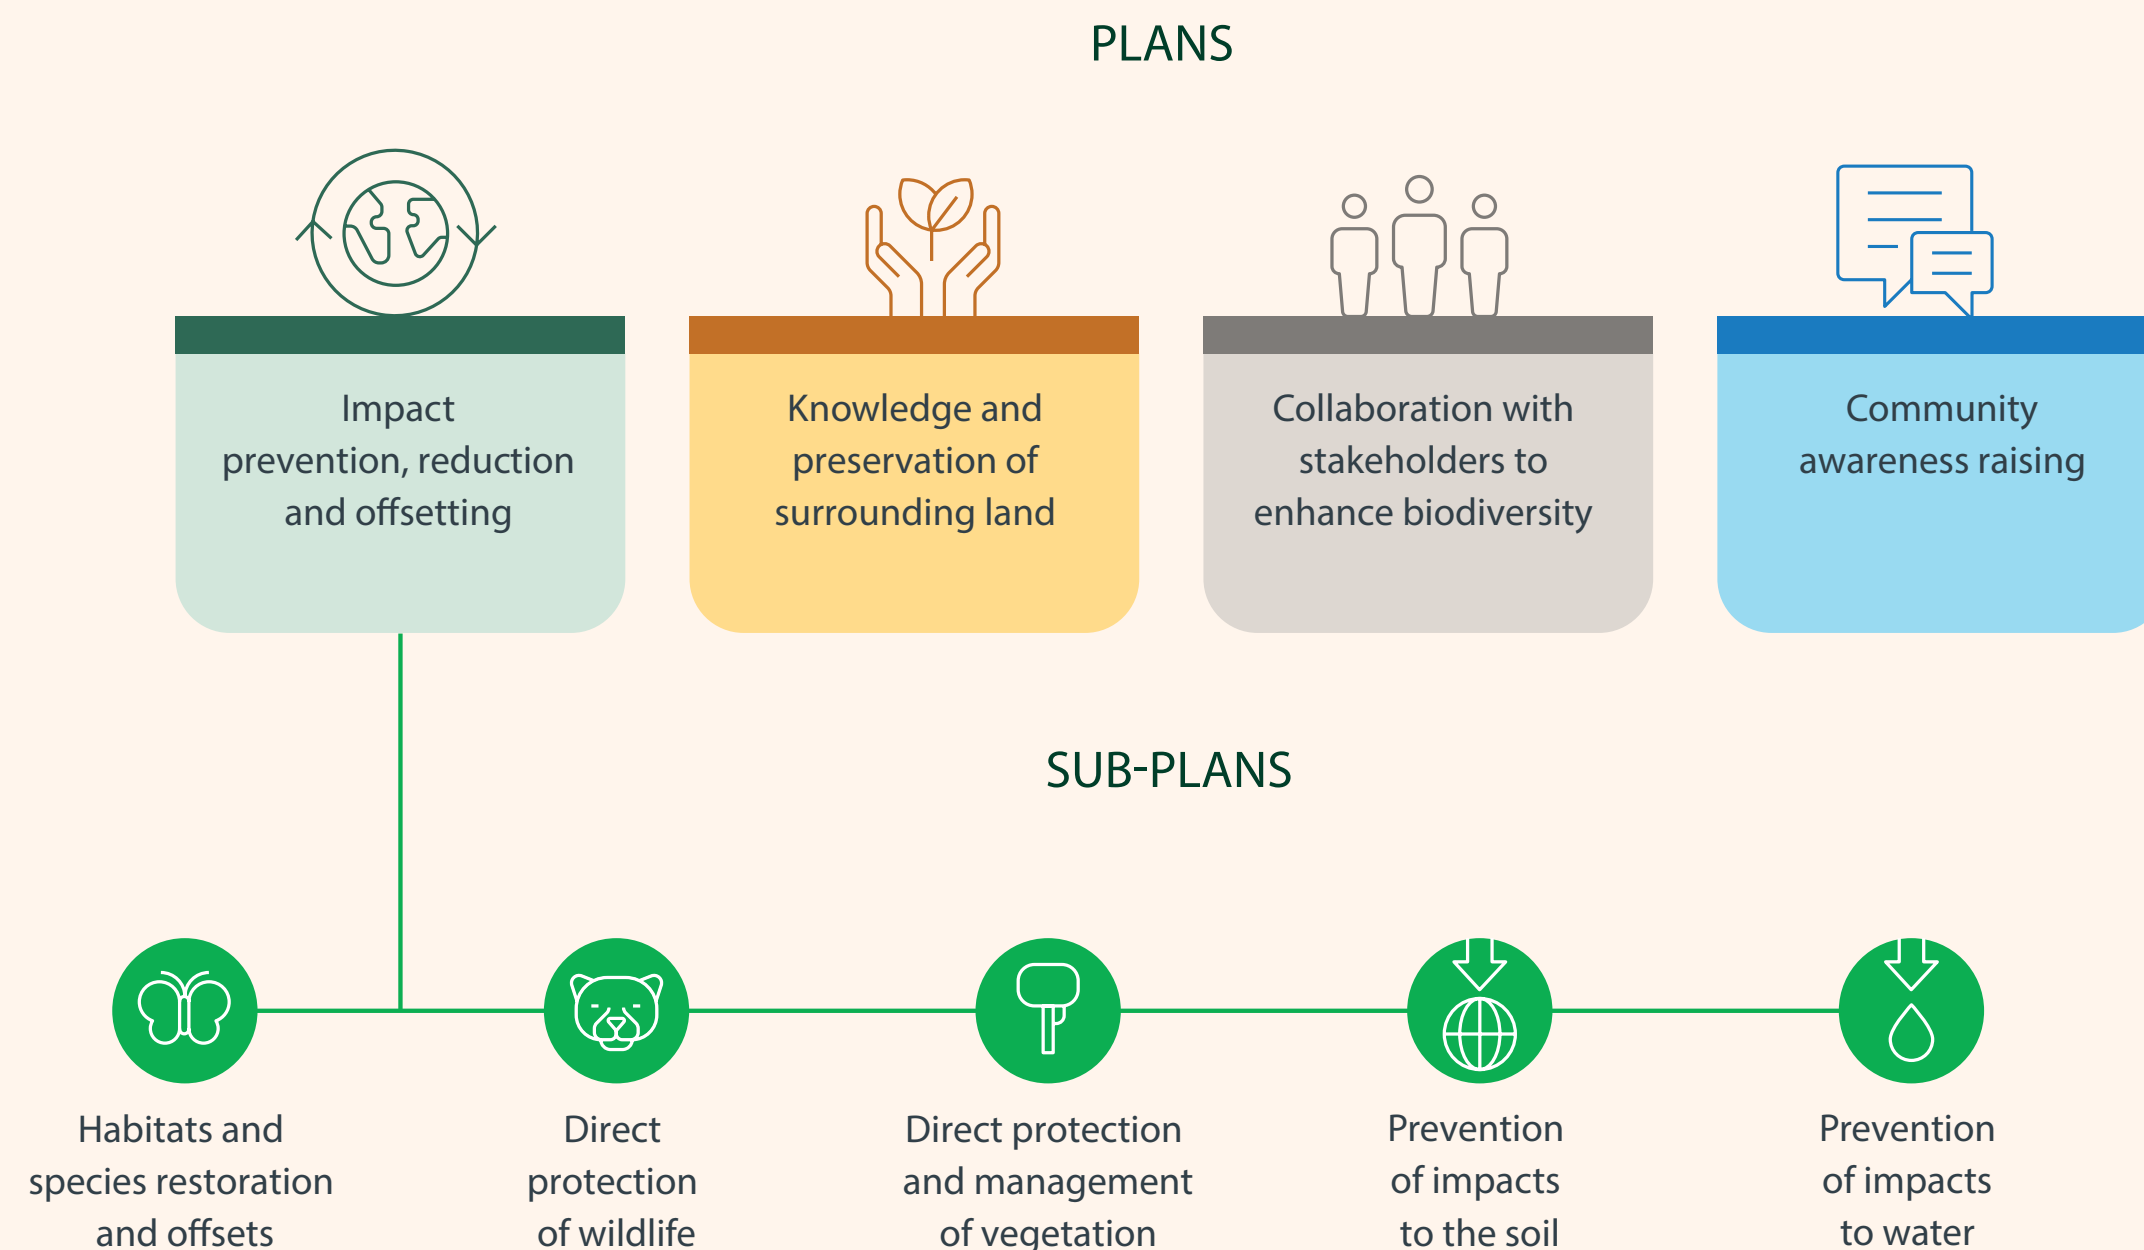 PLANS
Impact
prevention, reduction
and offsetting
Knowledge and
preservation of
surrounding land
Collaboration with
stakeholders to
enhance biodiversity
Community
awareness raising
SUB-PLANS
Habitats and
species restoration
and offsets
Direct
protection
of wildlife
Direct protection
and management
of vegetation
Prevention
of impacts
to the soil
Prevention
of impacts
to water